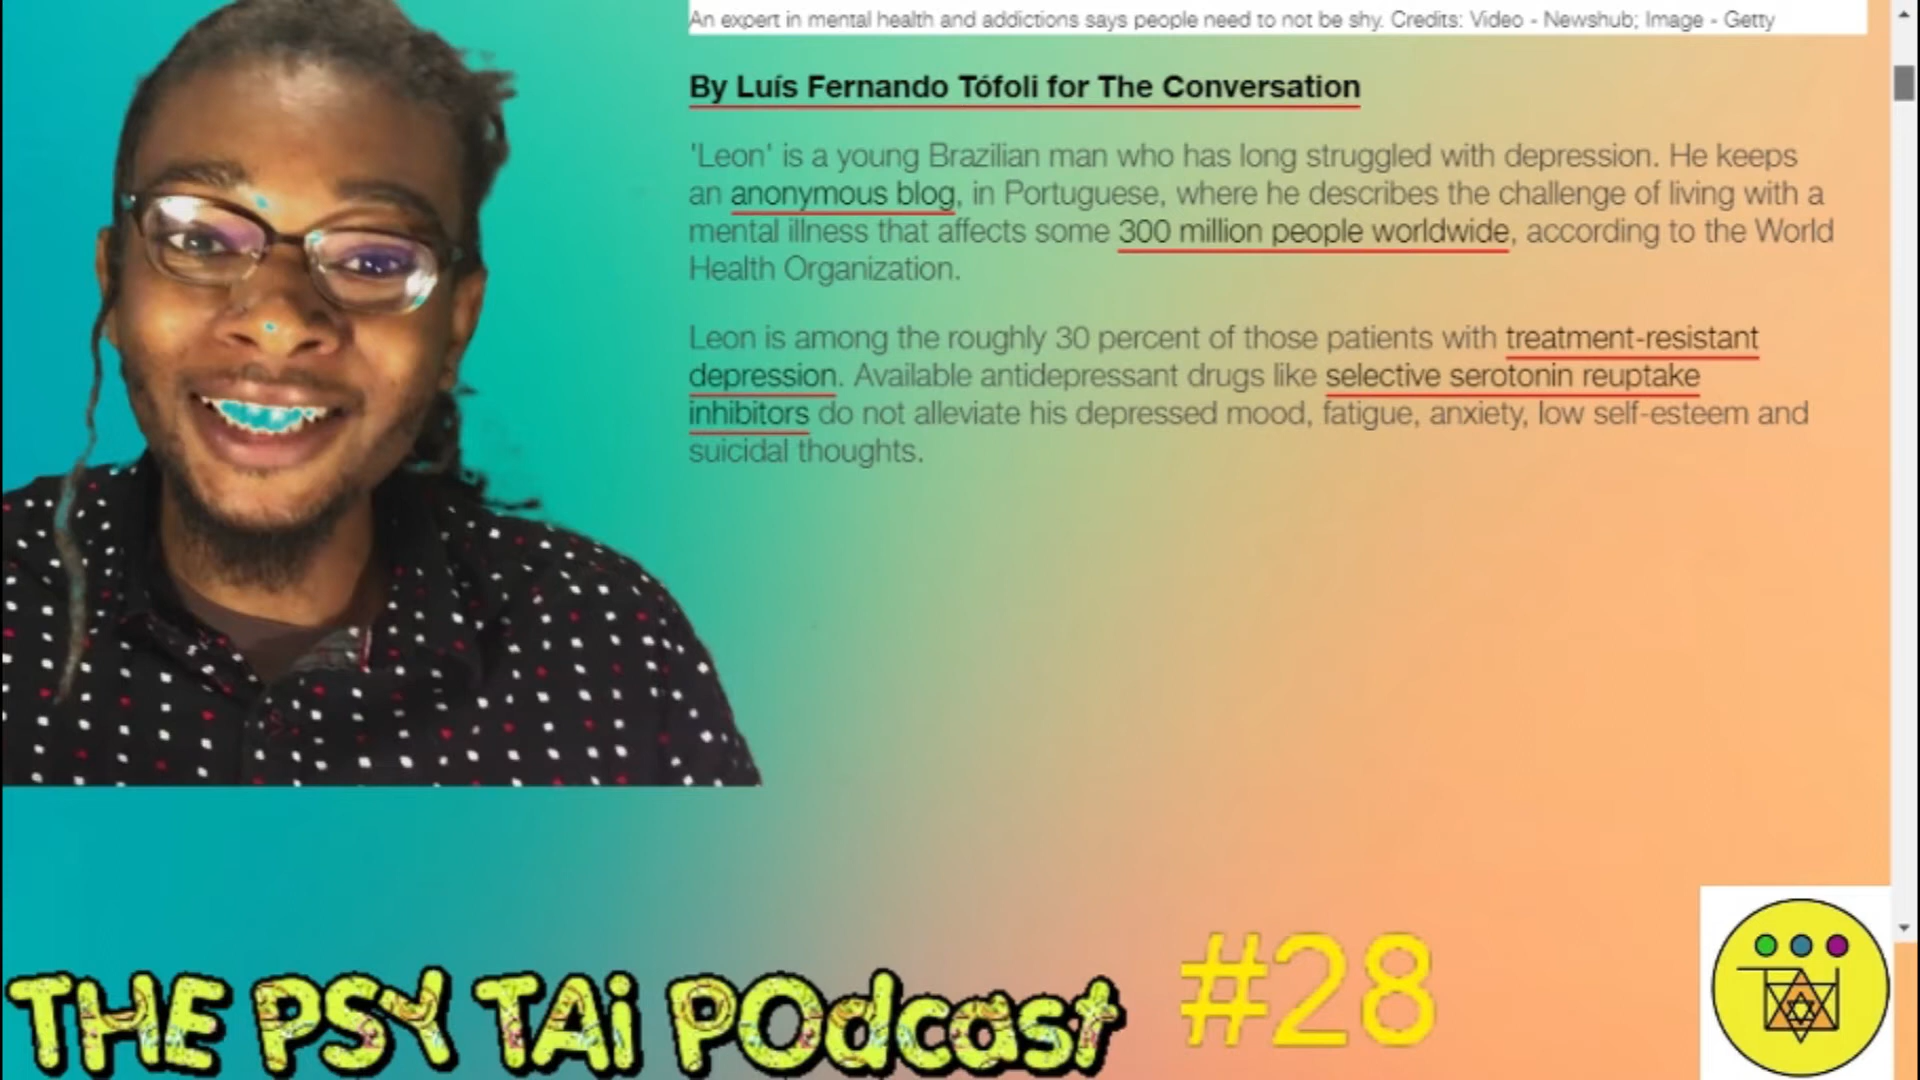 An expert in mental health and addictions says people need to not be shy. Credits: Video - Newshub; Image - Getty
By Luís Fernando Tófoli for The Conversation
'Leon' is a young Brazilian man who has long struggled with depression. He keeps
an anonymous blog, in Portuguese, where he describes the challenge of living with a
mental illness that affects some 300 million people worldwide, according to the World
Health Organization.
Leon is among the roughly 30 percent of those patients with treatment-resistant
depression. Available antidepressant drugs like selective serotonin reuptake
inhibitors do not alleviate his depressed mood, fatigue, anxiety, low self-esteem and
suicidal thoughts.
THE PSY TAi POdcast #28